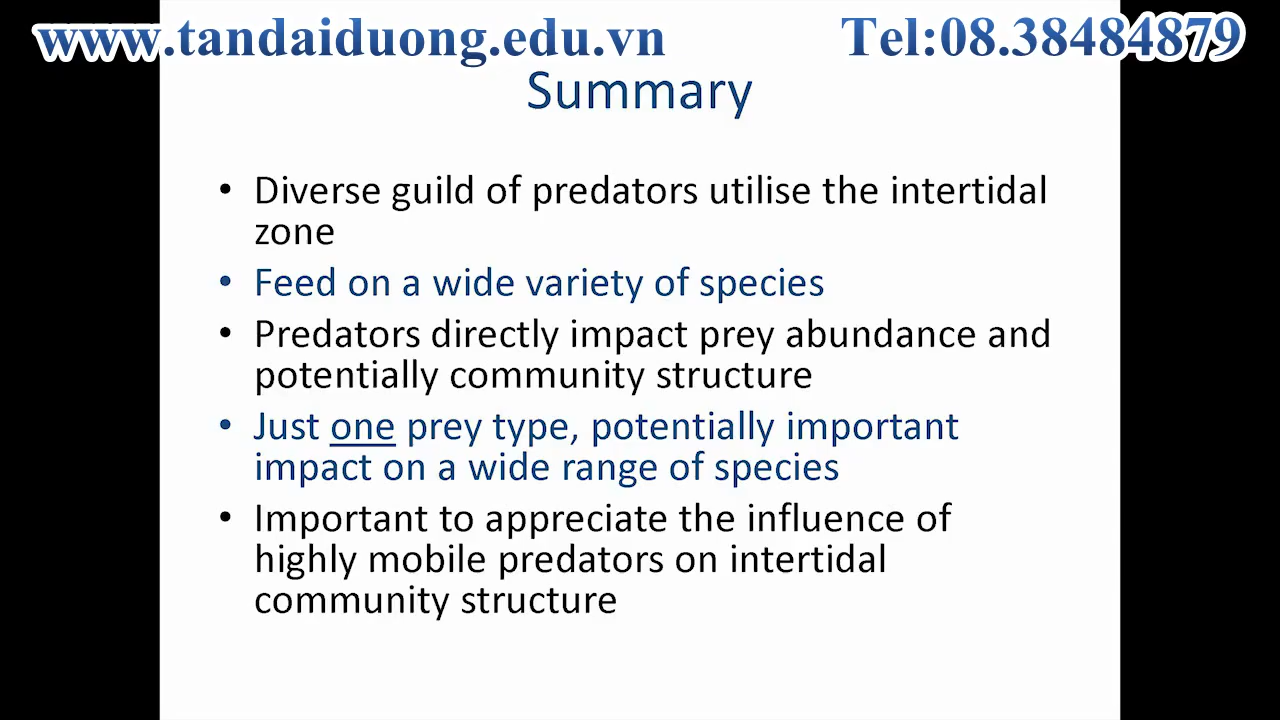 www.tandaiduong.edu.vn Tel:08.38484879
Summary
• Diverse guild of predators utilise the intertidal
zone
• Feed on a wide variety of species
• Predators directly impact prey abundance and
potentially community structure
• Just one prey type, potentially important
impact on a wide range of species
• Important to appreciate the influence of
highly mobile predators on intertidal
community structure